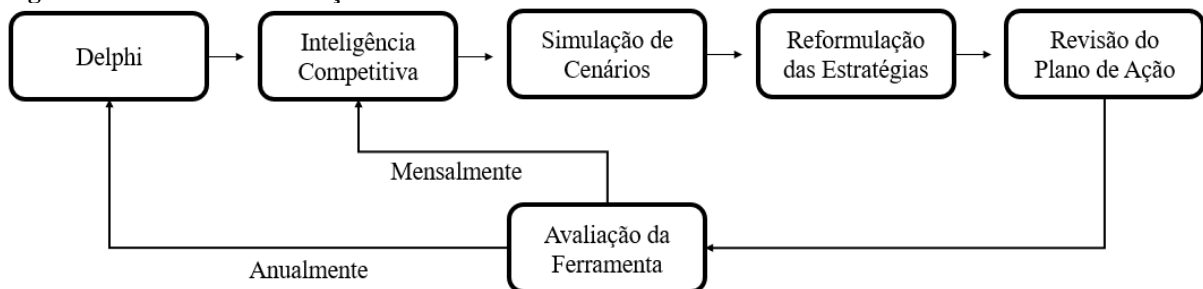 Delphi
Inteligência
Competitiva
Simulação de
Cenários
Reformulação
das Estratégias
Revisão do
Plano de Ação
Mensalmente
Avaliação da
Ferramenta
Anualmente